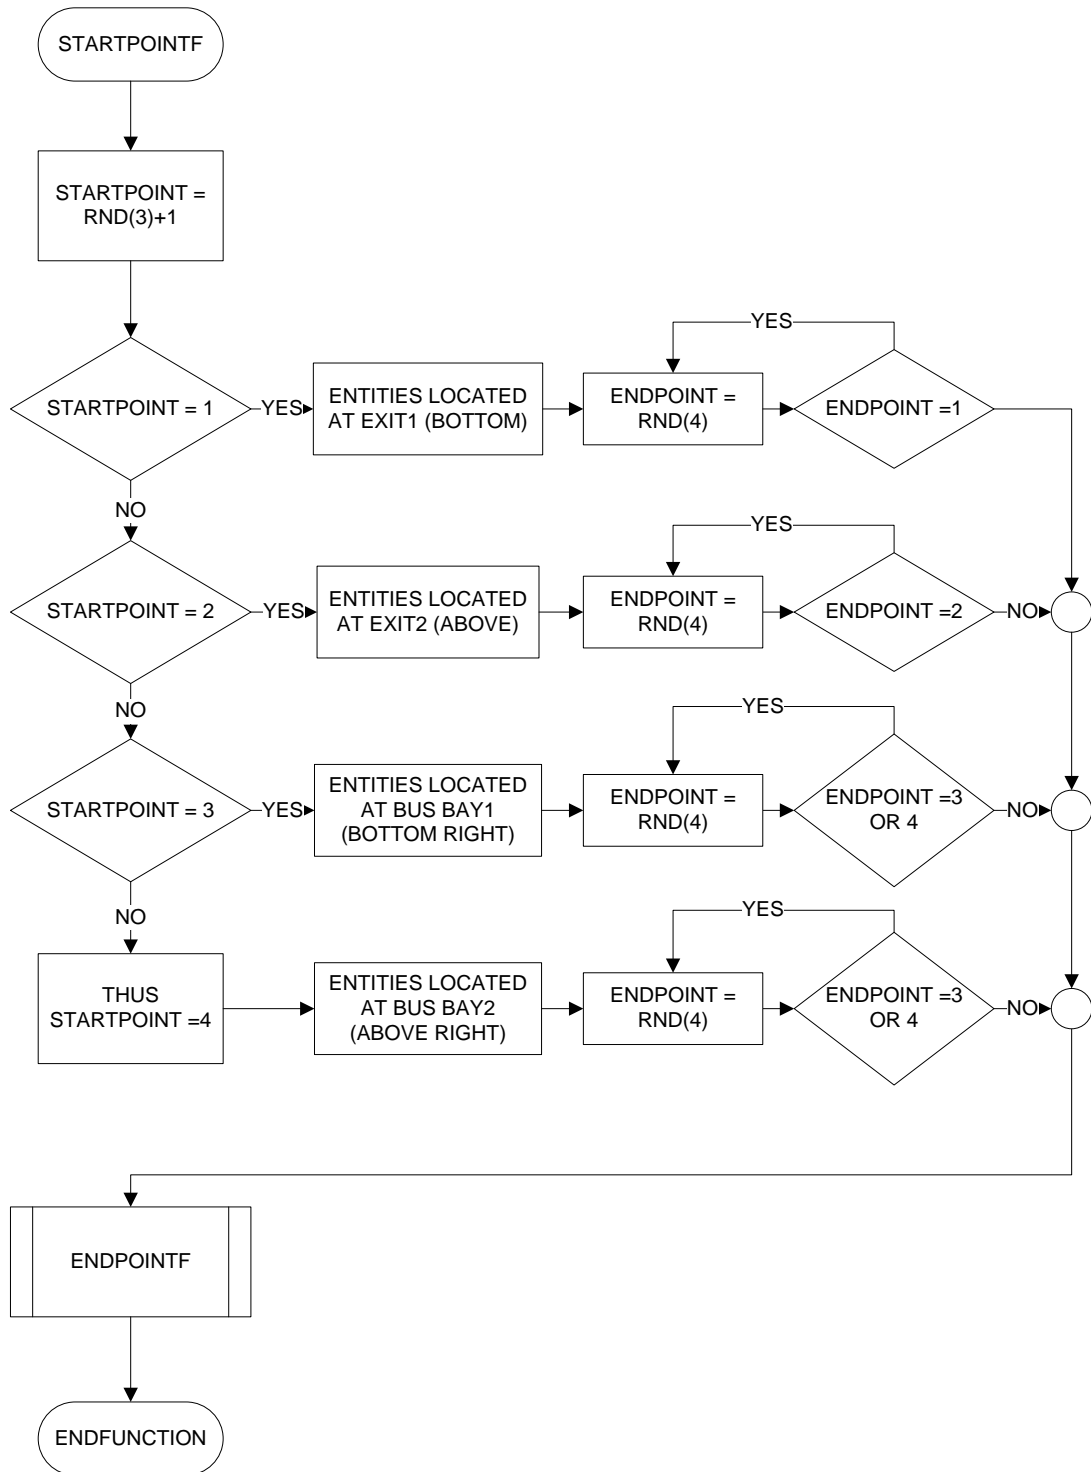 STARTPOINTF
STARTPOINT =
RND(3)+1
YES
STARTPOINT = 1
YES
ENTITIES LOCATED
AT EXIT1 (BOTTOM)
ENDPOINT =
RND(4)
ENDPOINT =1
NO
YES
STARTPOINT = 2
YES
ENTITIES LOCATED
AT EXIT2 (ABOVE)
ENDPOINT =
RND(4)
ENDPOINT =2
NO
NO
YES
STARTPOINT = 3
YES
ENTITIES LOCATED
AT BUS BAY1
(BOTTOM RIGHT)
ENDPOINT =
RND(4)
ENDPOINT =3
OR 4
NO
NO
YES
THUS
STARTPOINT =4
ENTITIES LOCATED
AT BUS BAY2
(ABOVE RIGHT)
ENDPOINT =
RND(4)
ENDPOINT =3
OR 4
NO
ENDPOINTF
ENDFUNCTION